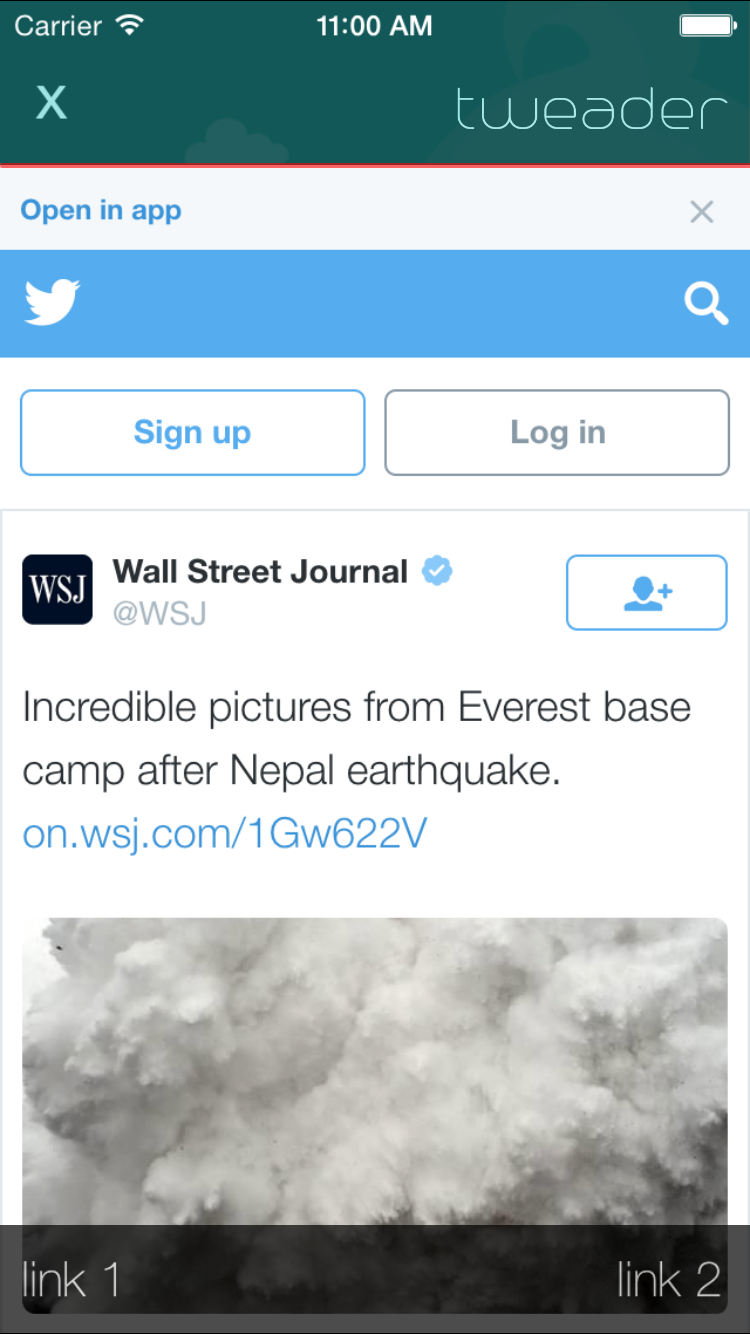 Carrier 11:00 AM
X tweader
Open in app
Sign up Log in
WSJ Wall Street Journal
@WSJ
Incredible pictures from Everest base
camp after Nepal earthquake.
on.wsj.com/1Gw622V
link 1 link 2